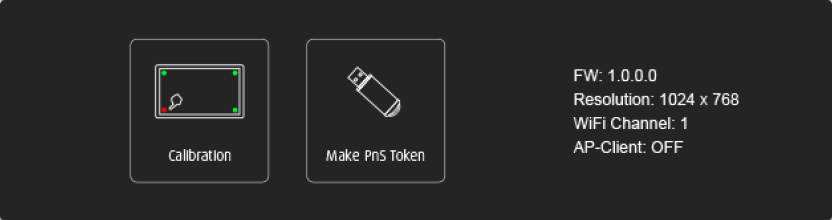 Calibration
Make PnS Token
FW: 1.0.0.0
Resolution: 1024 x 768
WiFi Channel: 1
AP-Client: OFF